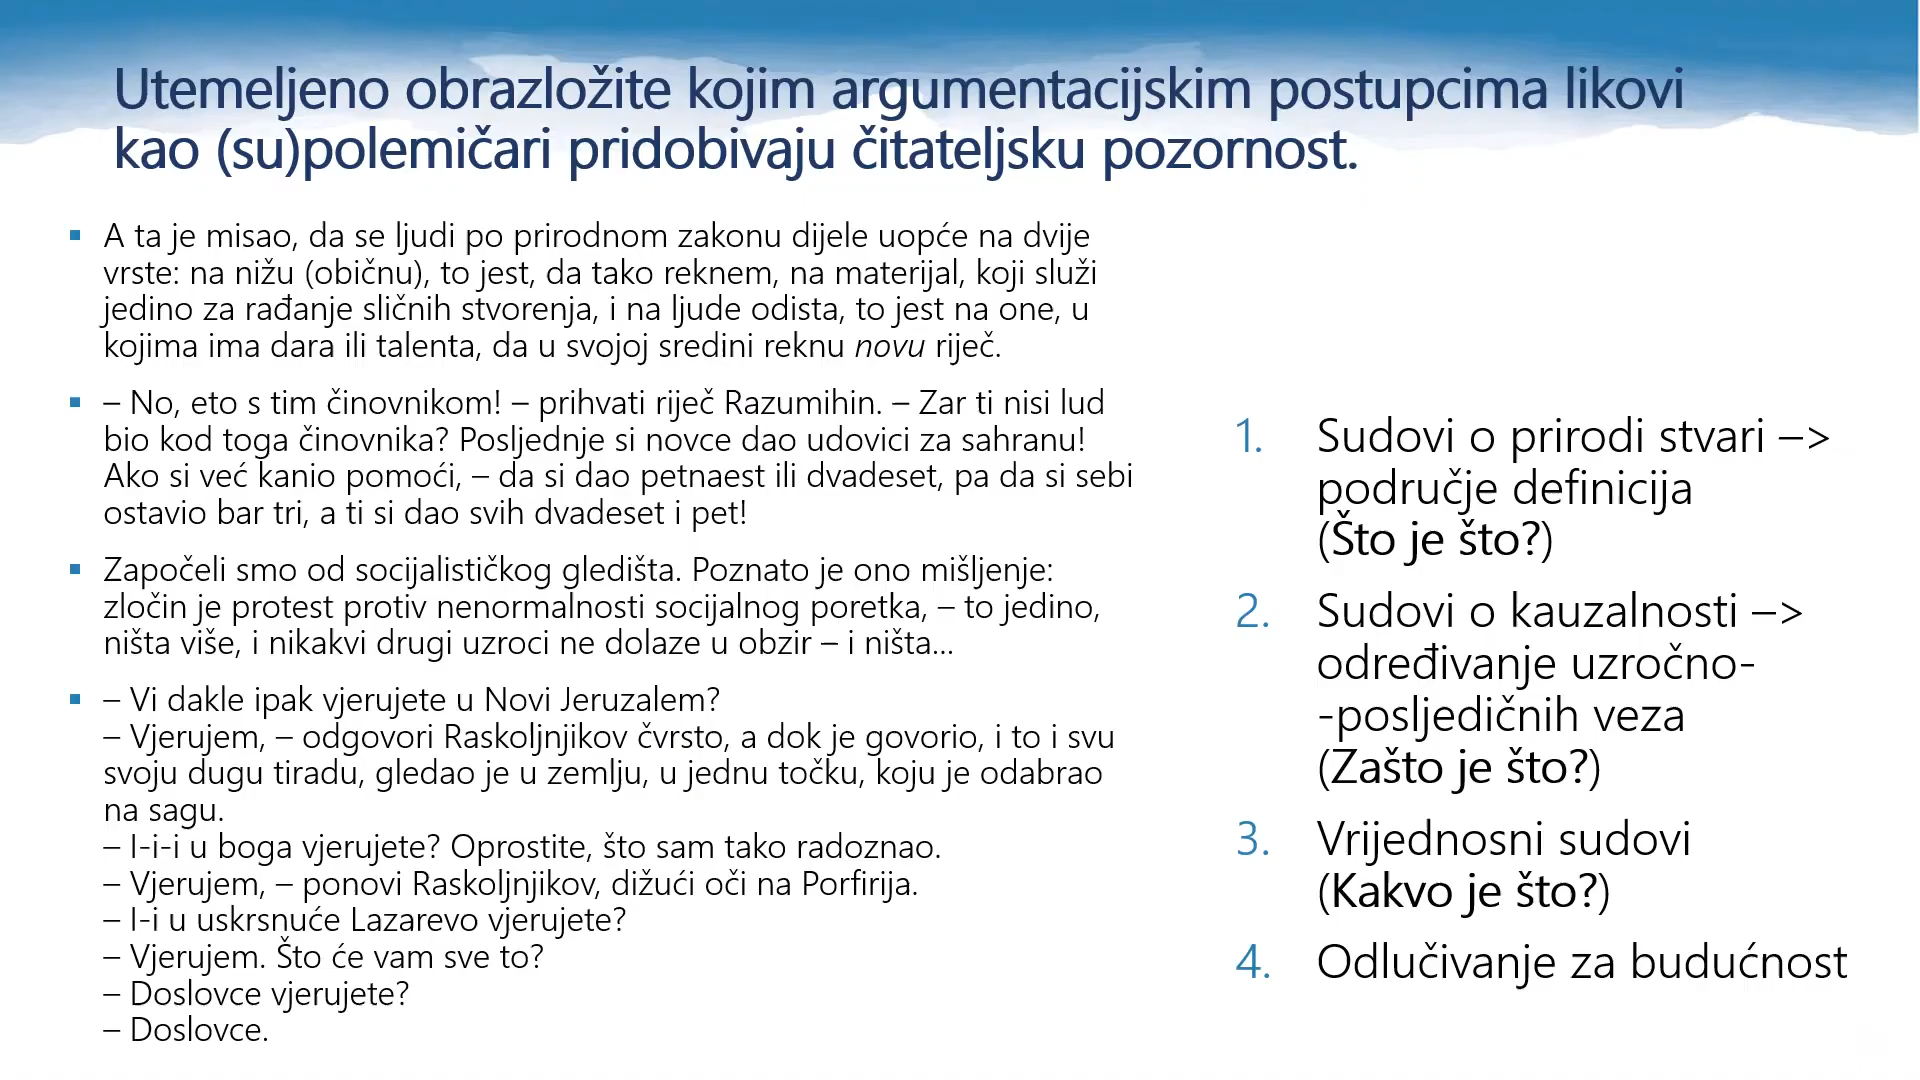 Utemeljeno obrazložite kojim argumentacijskim postupcima likovi
kao (su)polemičari pridobivaju čitateljsku pozornost.
▪ A ta je misao, da se ljudi po prirodnom zakonu dijele uopće na dvije
vrste: na nižu (običnu), to jest, da tako reknem, na materijal, koji služi
jedino za rađanje sličnih stvorenja, i na ljude odista, to jest na one, u
kojima ima dara ili talenta, da u svojoj sredini reknu novu riječ.
▪ – No, eto s tim činovnikom! – prihvati riječ Razumihin. – Zar ti nisi lud
bio kod toga činovnika? Posljednje si novce dao udovici za sahranu!
Ako si već kanio pomoći, – da si dao petnaest ili dvadeset, pa da si sebi
ostavio bar tri, a ti si dao svih dvadeset i pet!
▪ Započeli smo od socijalističkog gledišta. Poznato je ono mišljenje:
zločin je protest protiv nenormalnosti socijalnog poretka, – to jedino,
ništa više, i nikakvi drugi uzroci ne dolaze u obzir – i ništa...
▪ – Vi dakle ipak vjerujete u Novi Jeruzalem?
– Vjerujem, – odgovori Raskoljnjikov čvrsto, a dok je govorio, i to i svu
svoju dugu tiradu, gledao je u zemlju, u jednu točku, koju je odabrao
na sagu.
– I-i-i u boga vjerujete? Oprostite, što sam tako radoznao.
– Vjerujem, – ponovi Raskoljnjikov, dižući oči na Porfirija.
– I-i u uskrsnuće Lazarevo vjerujete?
– Vjerujem. Što će vam sve to?
– Doslovce vjerujete?
– Doslovce.
1. Sudovi o prirodi stvari –>
područje definicija
(Što je što?)
2. Sudovi o kauzalnosti –>
određivanje uzročno-
-posljedičnih veza
(Zašto je što?)
3. Vrijednosni sudovi
(Kakvo je što?)
4. Odlučivanje za budućnost